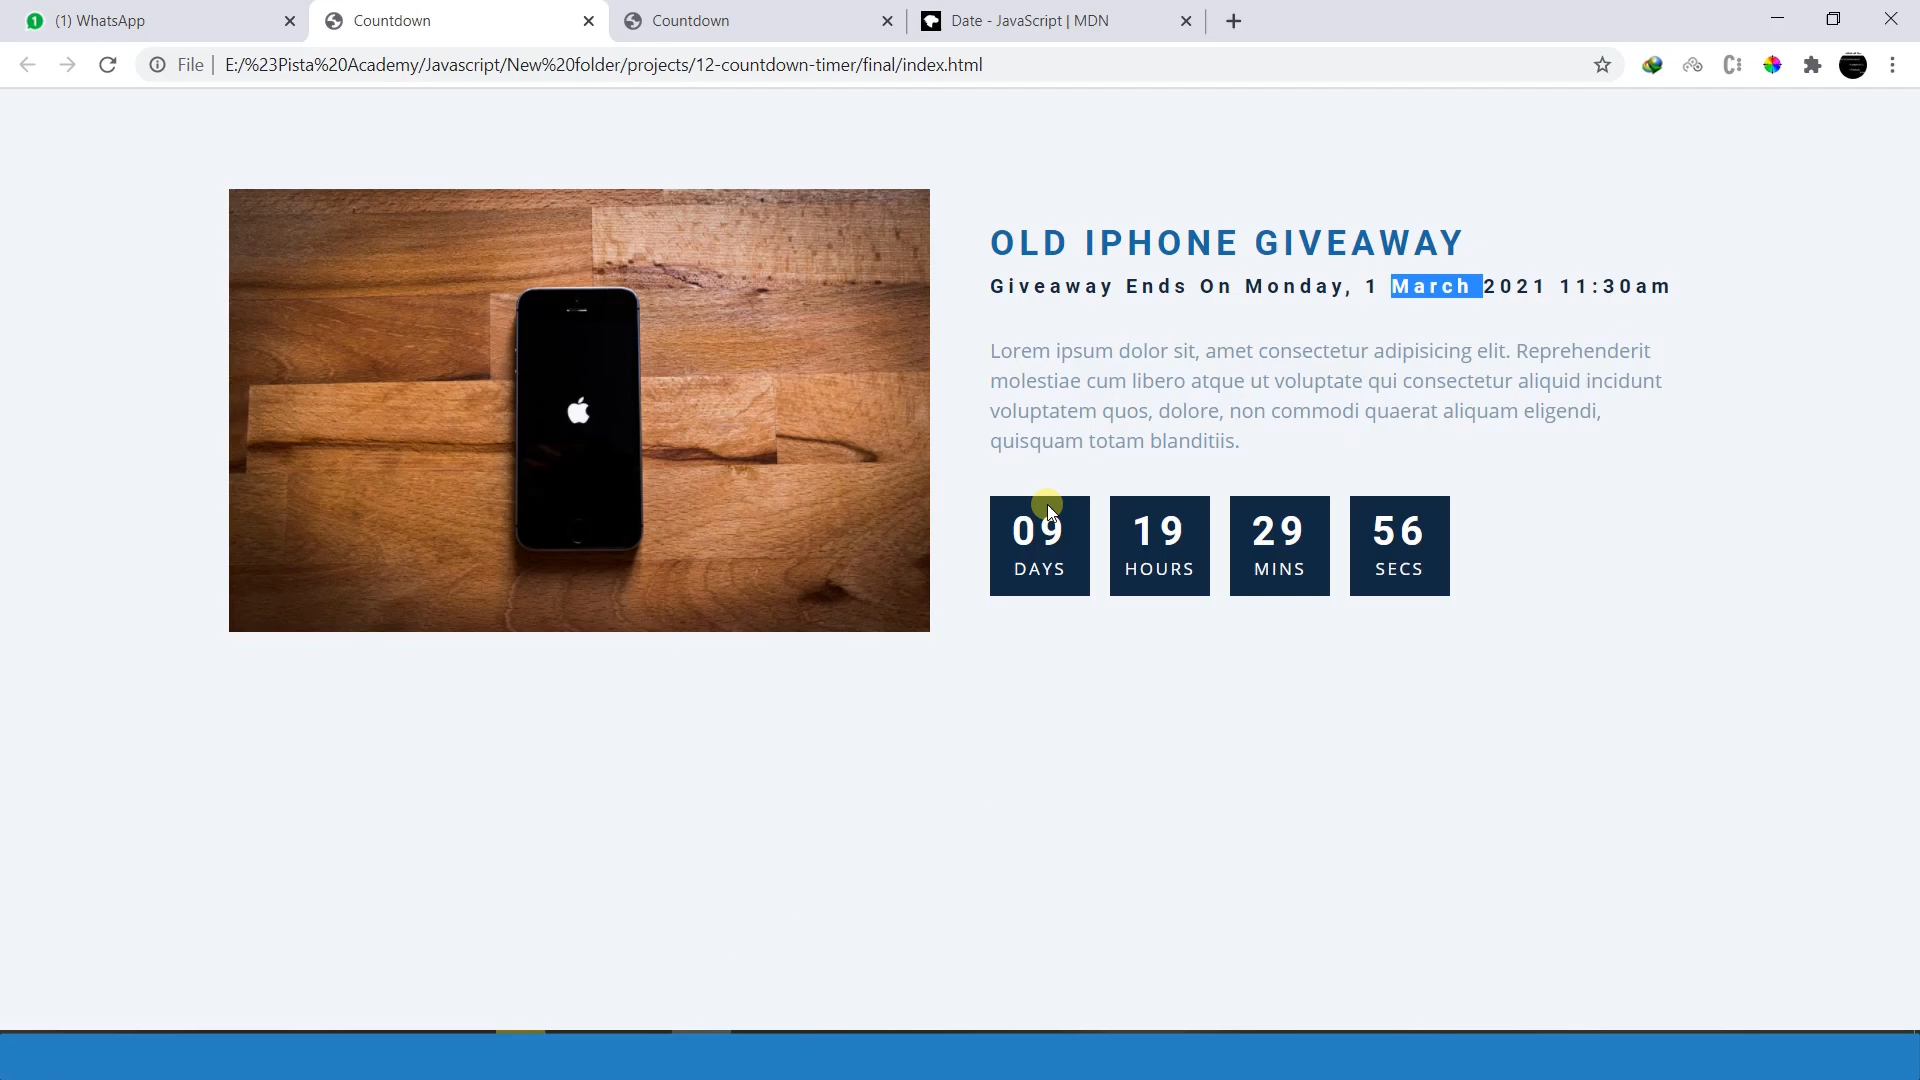 (1) WhatsApp
Countdown
Countdown
Date - JavaScript | MDN
File
E:/%23Pista%20Academy/Javascript/New%20folder/projects/12-countdown-timer/final/index.html
OLD IPHONE GIVEAWAY
Giveaway Ends On Monday, 1 March 2021 11:30am
Lorem ipsum dolor sit, amet consectetur adipisicing elit. Reprehenderit
molestiae cum libero atque ut voluptate qui consectetur aliquid incidunt
voluptatem quos, dolore, non commodi quaerat aliquam eligendi,
quisquam totam blanditiis.
09 19 29 56
DAYS HOURS MINS SECS